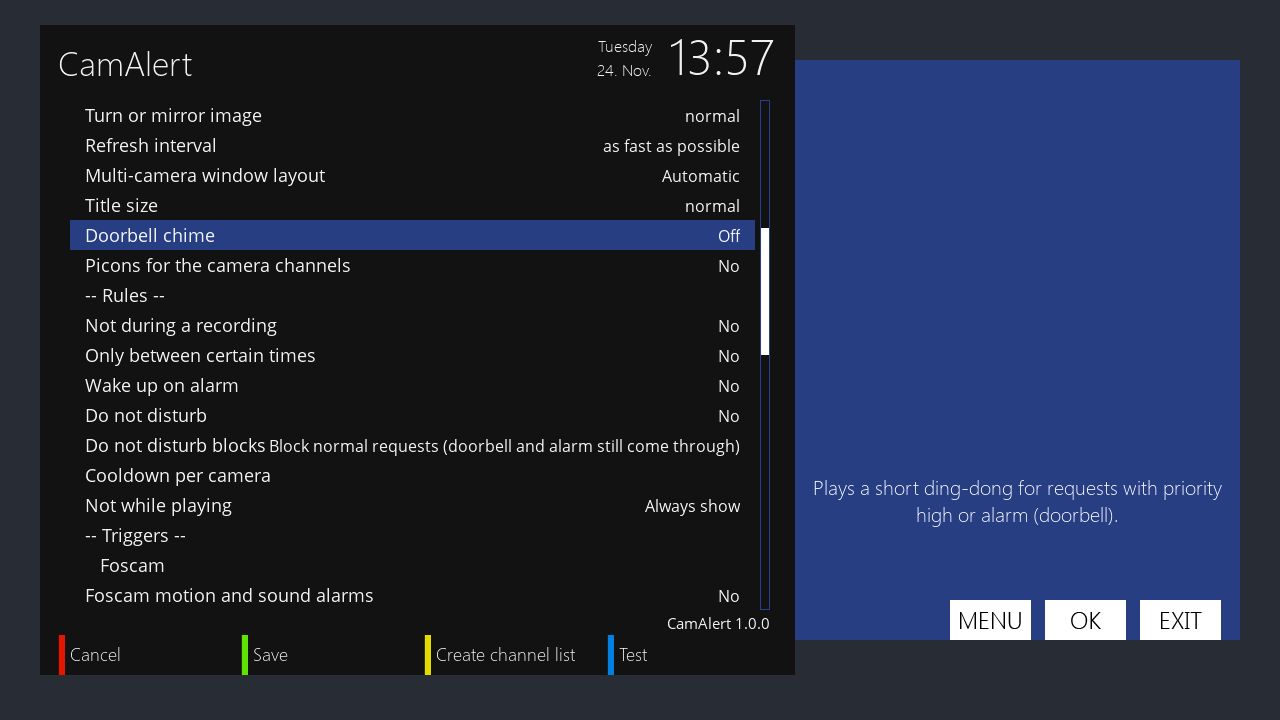 CamAlert
Tuesday
24. Nov.
13:57
Turn or mirror image normal
Refresh interval as fast as possible
Multi-camera window layout Automatic
Title size normal
Doorbell chime Off
Picons for the camera channels No
-- Rules --
Not during a recording No
Only between certain times No
Wake up on alarm No
Do not disturb No
Do not disturb blocks Block normal requests (doorbell and alarm still come through)
Cooldown per camera
Not while playing Always show
-- Triggers --
Foscam
Foscam motion and sound alarms No
CamAlert 1.0.0
Cancel Save Create channel list Test
Plays a short ding-dong for requests with priority
high or alarm (doorbell).
MENU OK EXIT